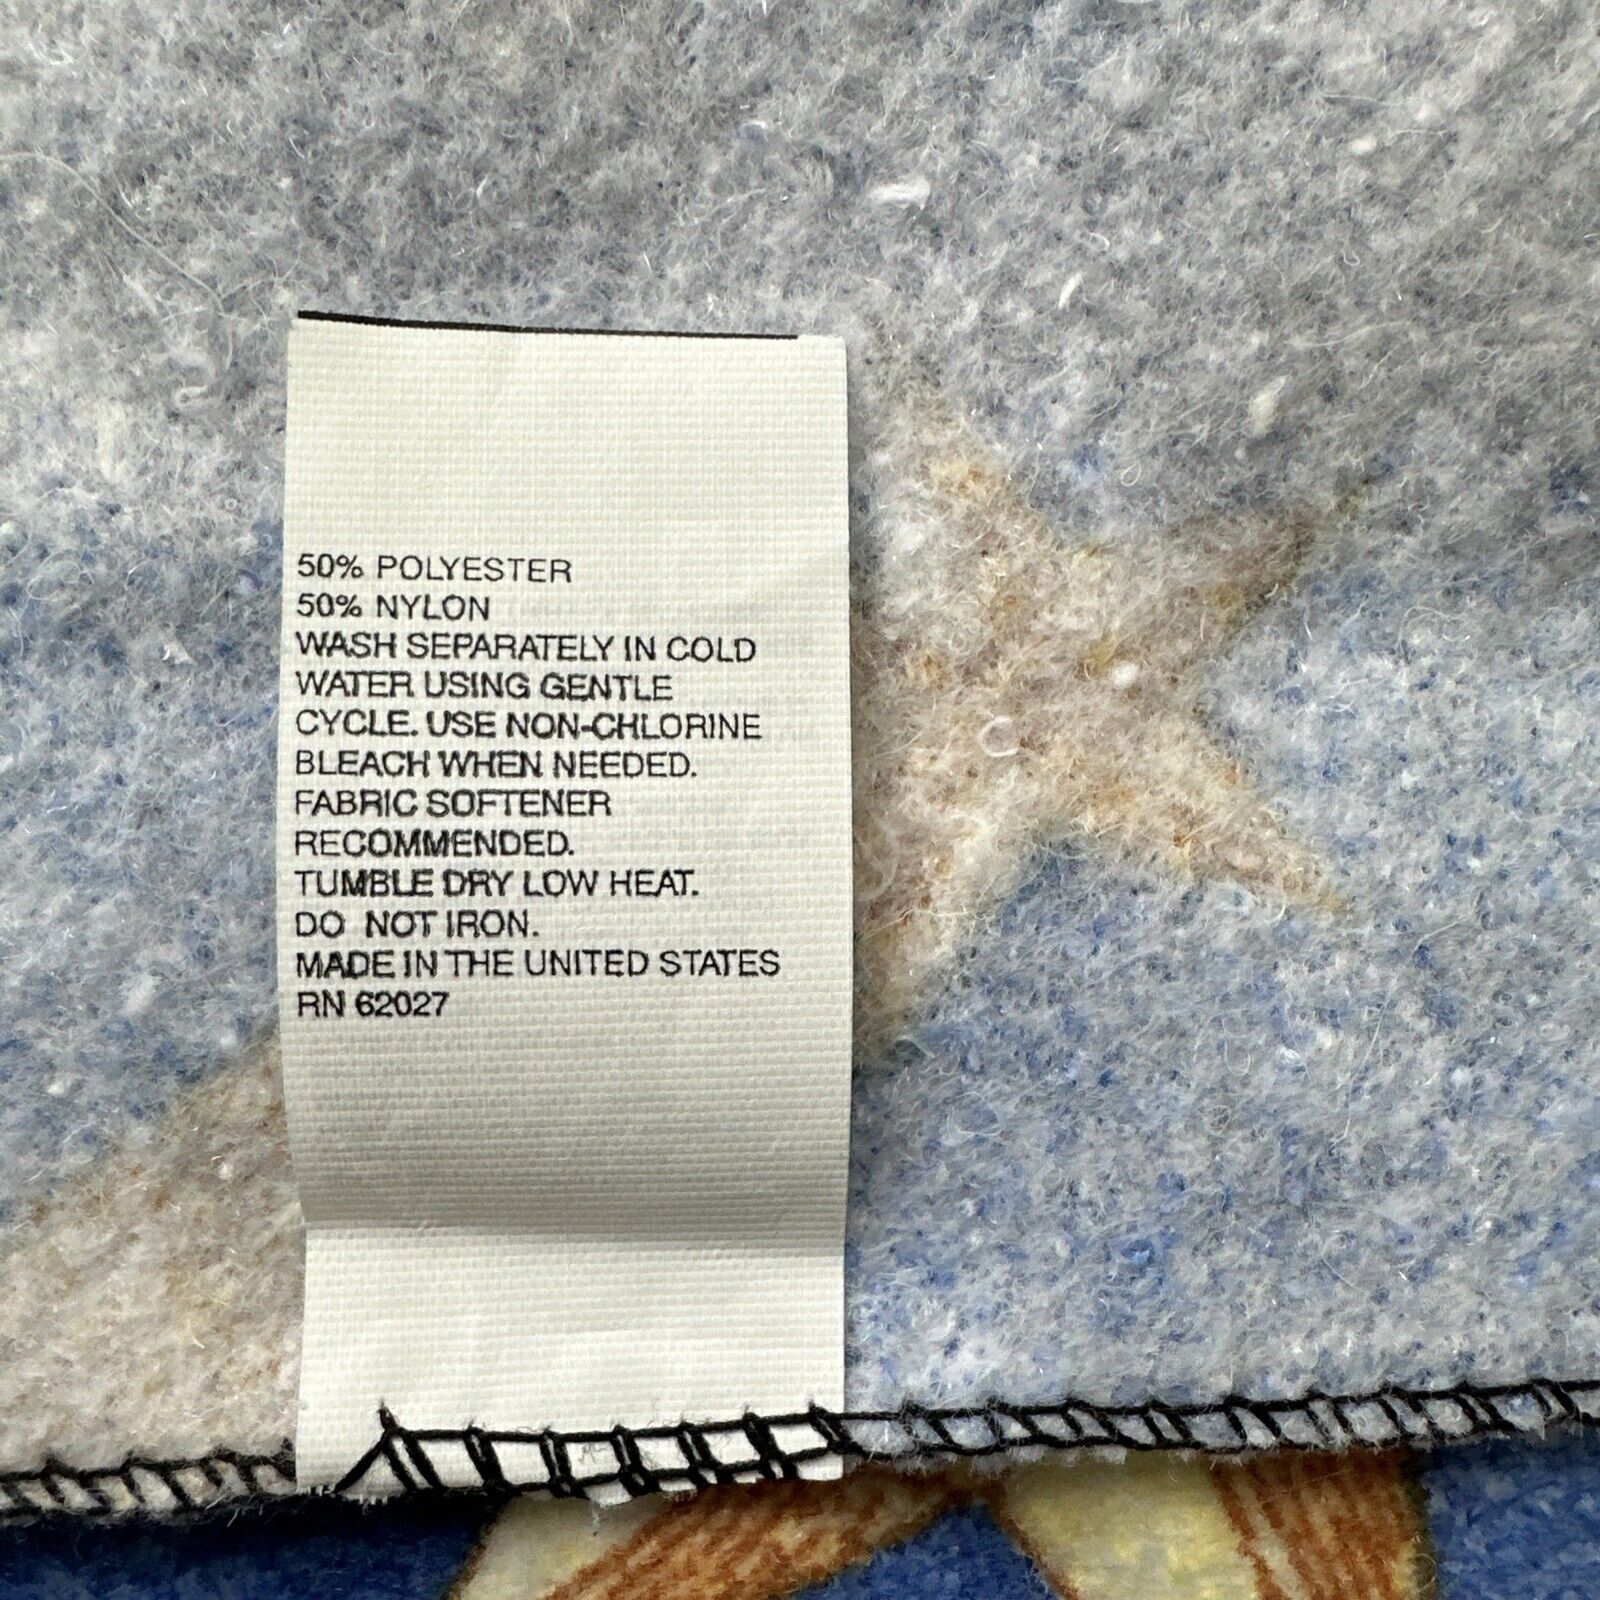 50% POLYESTER
50% NYLON
WASH SEPARATELY IN COLD
WATER USING GENTLE
CYCLE. USE NON-CHLORINE
BLEACH WHEN NEEDED.
FABRIC SOFTENER
RECOMMENDED.
TUMBLE DRY LOW HEAT.
DO NOT IRON.
MADE IN THE UNITED STATES
RN 62027